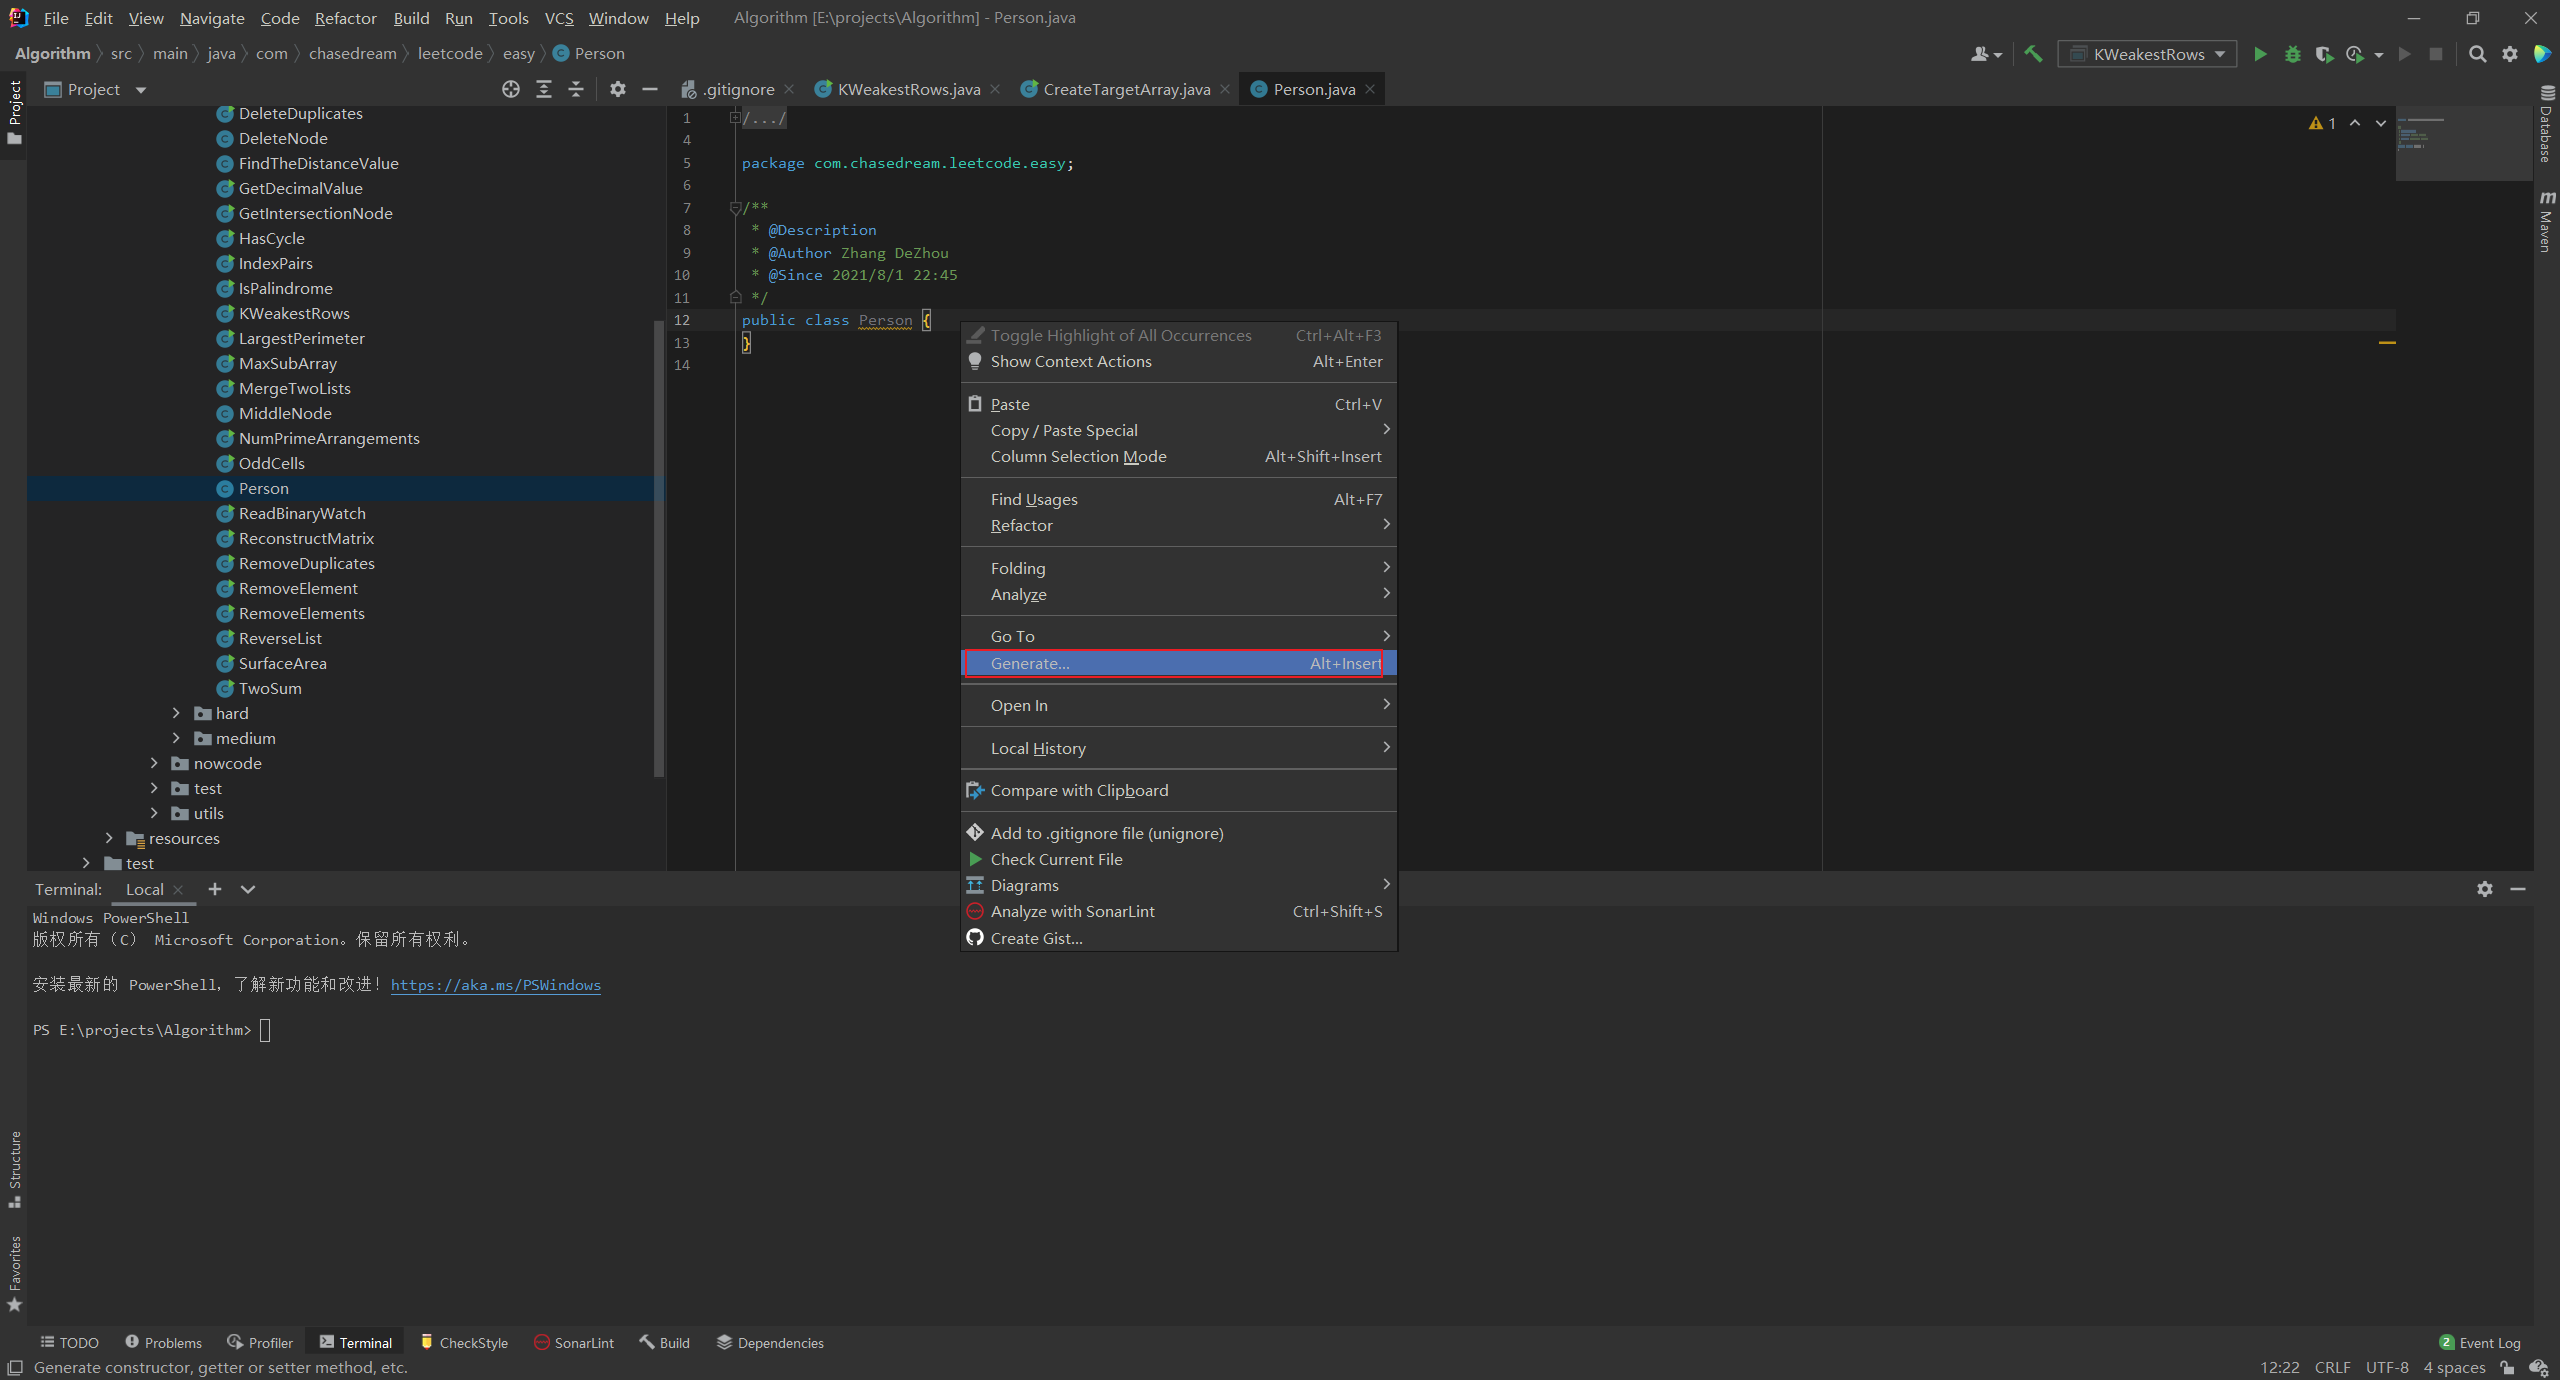 File Edit View Navigate Code Refactor Build Run Tools VCS Window Help Algorithm [E:\projects\Algorithm] - Person.java
Algorithm src main java com chasedream leetcode easy Person
KWeakestRows
Project
Project
.gitignore KWeakestRows.java CreateTargetArray.java Person.java
DeleteDuplicates
DeleteNode
FindTheDistanceValue
GetDecimalValue
GetIntersectionNode
HasCycle
IndexPairs
IsPalindrome
KWeakestRows
LargestPerimeter
MaxSubArray
MergeTwoLists
MiddleNode
NumPrimeArrangements
OddCells
Person
ReadBinaryWatch
ReconstructMatrix
RemoveDuplicates
RemoveElement
RemoveElements
ReverseList
SurfaceArea
TwoSum
hard
medium
nowcode
test
utils
resources
test
1 /.../
4
5 package com.chasedream.leetcode.easy;
6
7 /**
8 * @Description
9 * @Author Zhang DeZhou
10 * @Since 2021/8/1 22:45
11 */
12 public class Person {
13 }
14
1
Database
Maven
Toggle Highlight of All Occurrences Ctrl+Alt+F3
Show Context Actions Alt+Enter
Paste Ctrl+V
Copy / Paste Special
Column Selection Mode Alt+Shift+Insert
Find Usages Alt+F7
Refactor
Folding
Analyze
Go To
Generate... Alt+Insert
Open In
Local History
Compare with Clipboard
Add to .gitignore file (unignore)
Check Current File
Diagrams
Analyze with SonarLint Ctrl+Shift+S
Create Gist...
Terminal: Local
Windows PowerShell
版权所有（C） Microsoft Corporation。保留所有权利。
安装最新的 PowerShell，了解新功能和改进！https://aka.ms/PSWindows
PS E:\projects\Algorithm>
Structure
Favorites
TODO Problems Profiler Terminal CheckStyle SonarLint Build Dependencies 2 Event Log
Generate constructor, getter or setter method, etc. 12:22 CRLF UTF-8 4 spaces